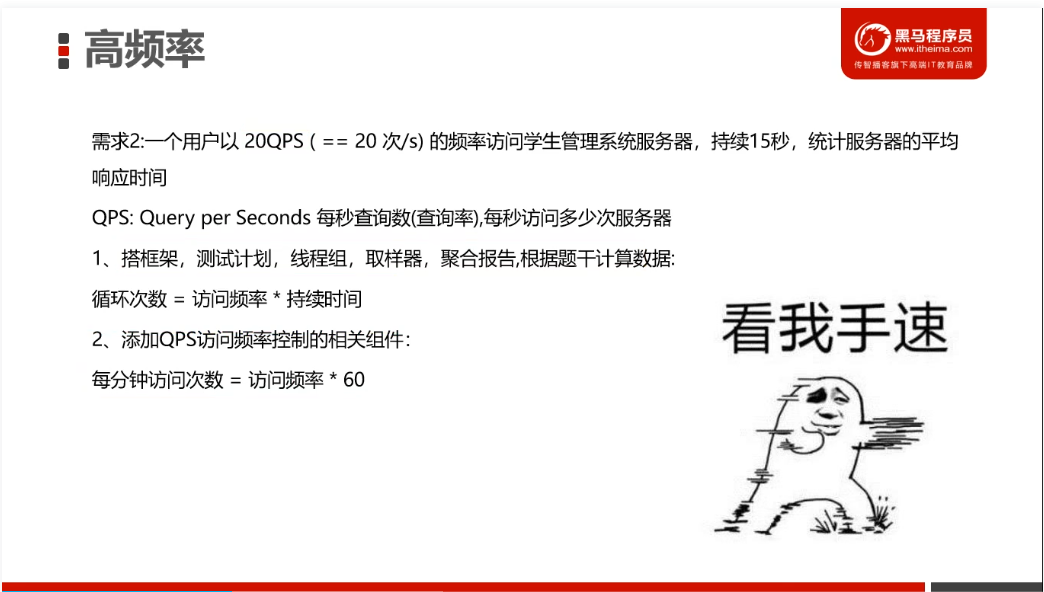 高频率
黑马程序员
www.itheima.com
传智播客旗下高端IT教育品牌
需求2:一个用户以 20QPS ( == 20 次/s) 的频率访问学生管理系统服务器，持续15秒，统计服务器的平均
响应时间
QPS: Query per Seconds 每秒查询数(查询率),每秒访问多少次服务器
1、搭框架，测试计划，线程组，取样器，聚合报告,根据题干计算数据:
循环次数 = 访问频率 * 持续时间
2、添加QPS访问频率控制的相关组件：
每分钟访问次数 = 访问频率 * 60
看我手速